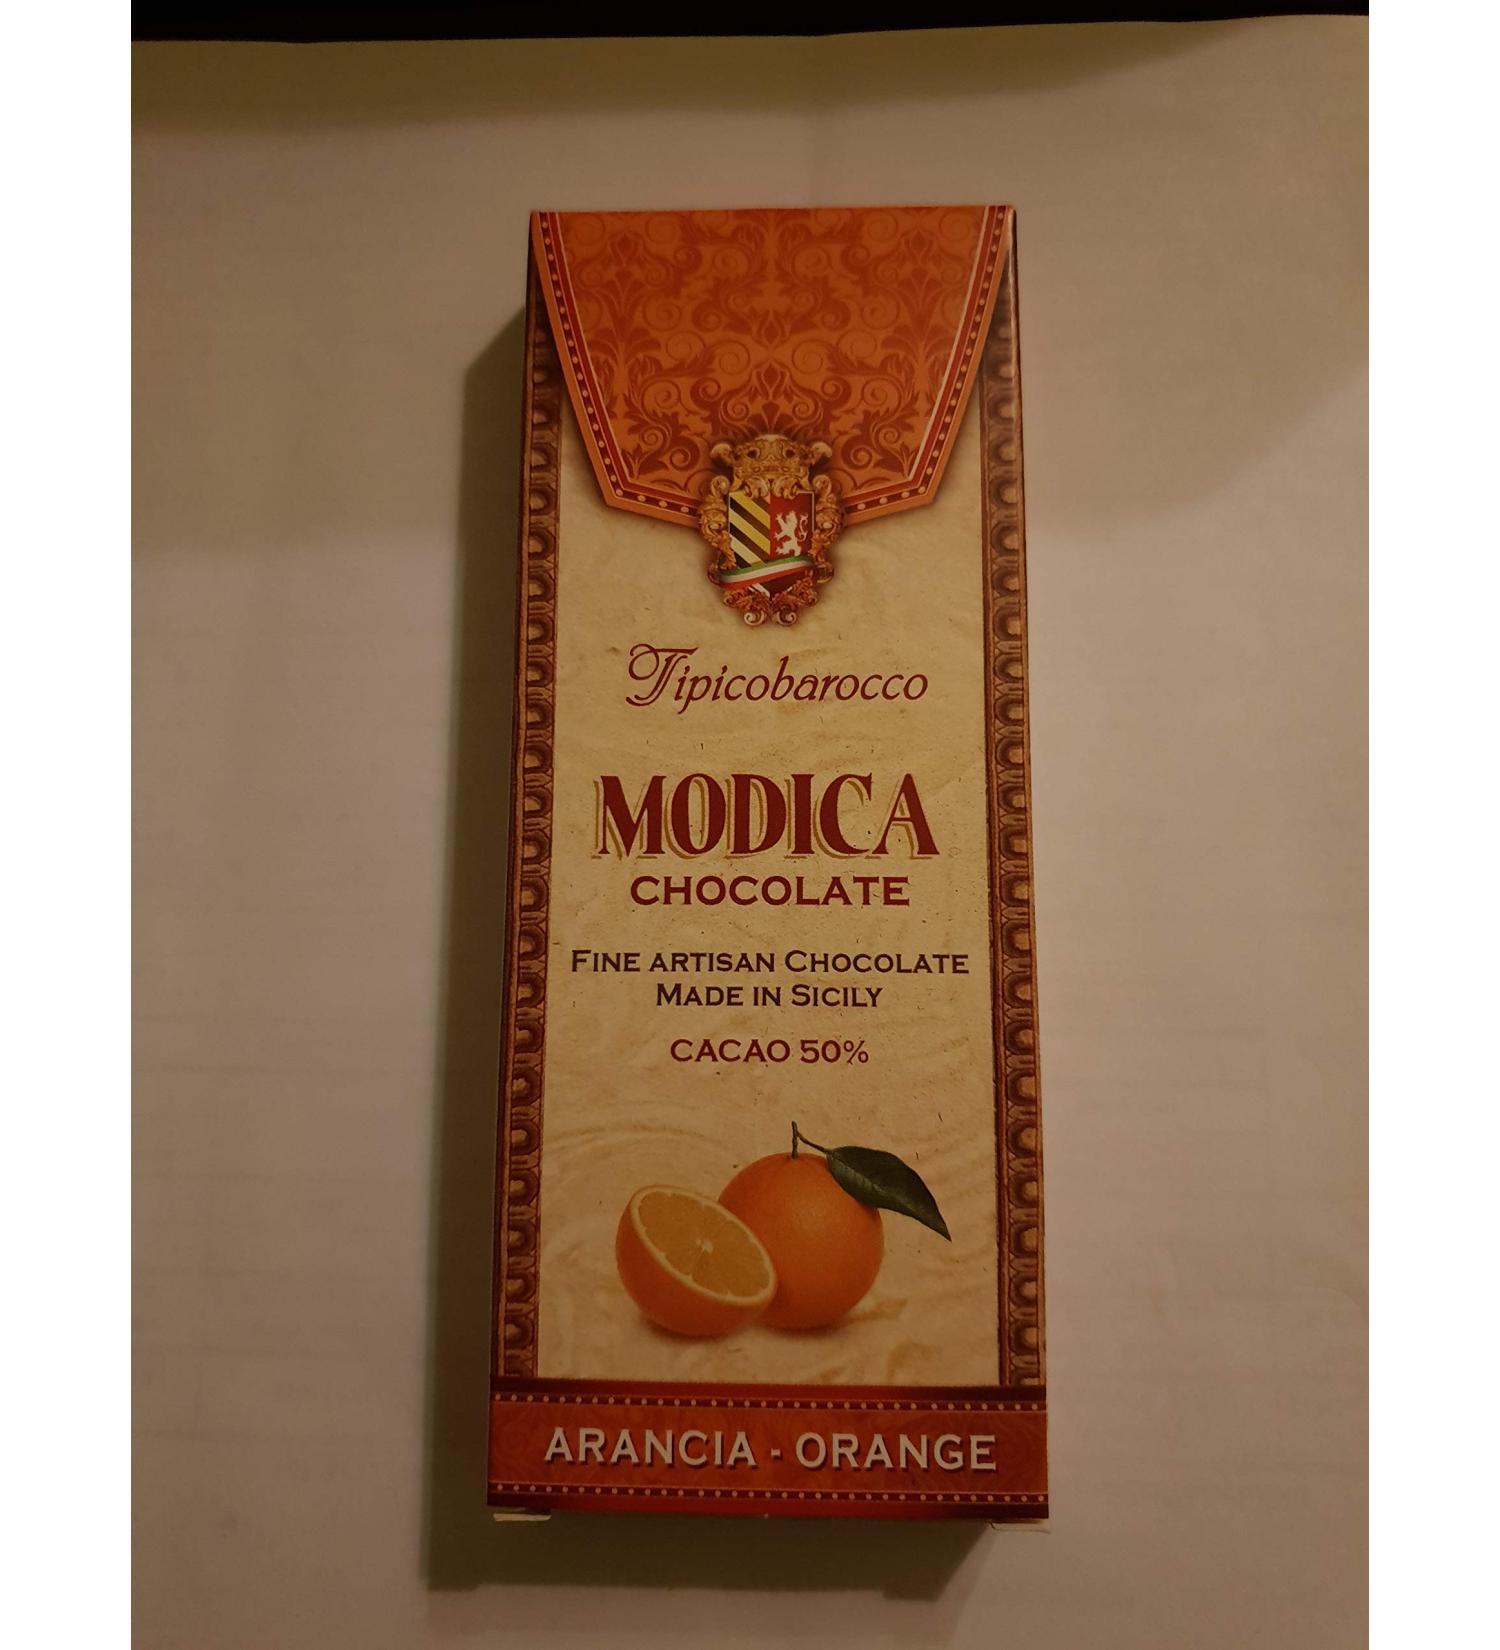 Tipicobarocco
MODICA
CHOCOLATE
FINE ARTISAN CHOCOLATE
MADE IN SICILY
CACAO 50%
ARANCIA - ORANGE